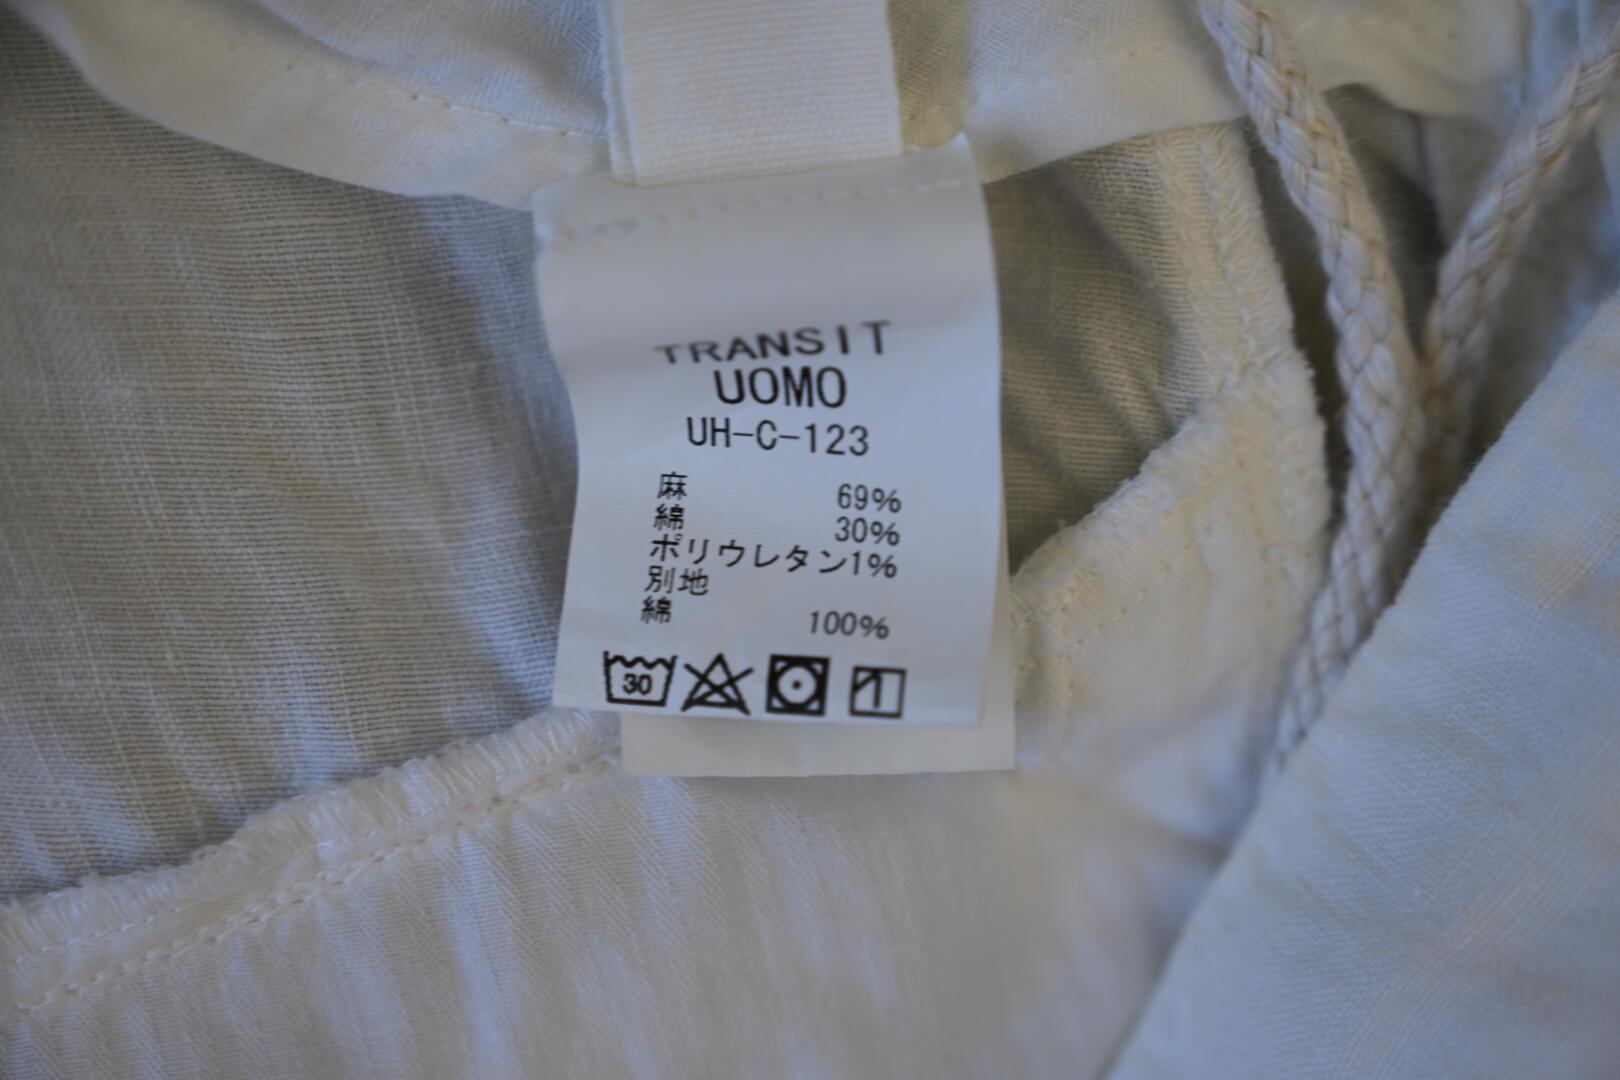 TRANSIT
UOMO
UH-C-123
麻 69%
綿 30%
ポリウレタン1%
別地
綿 100%
30